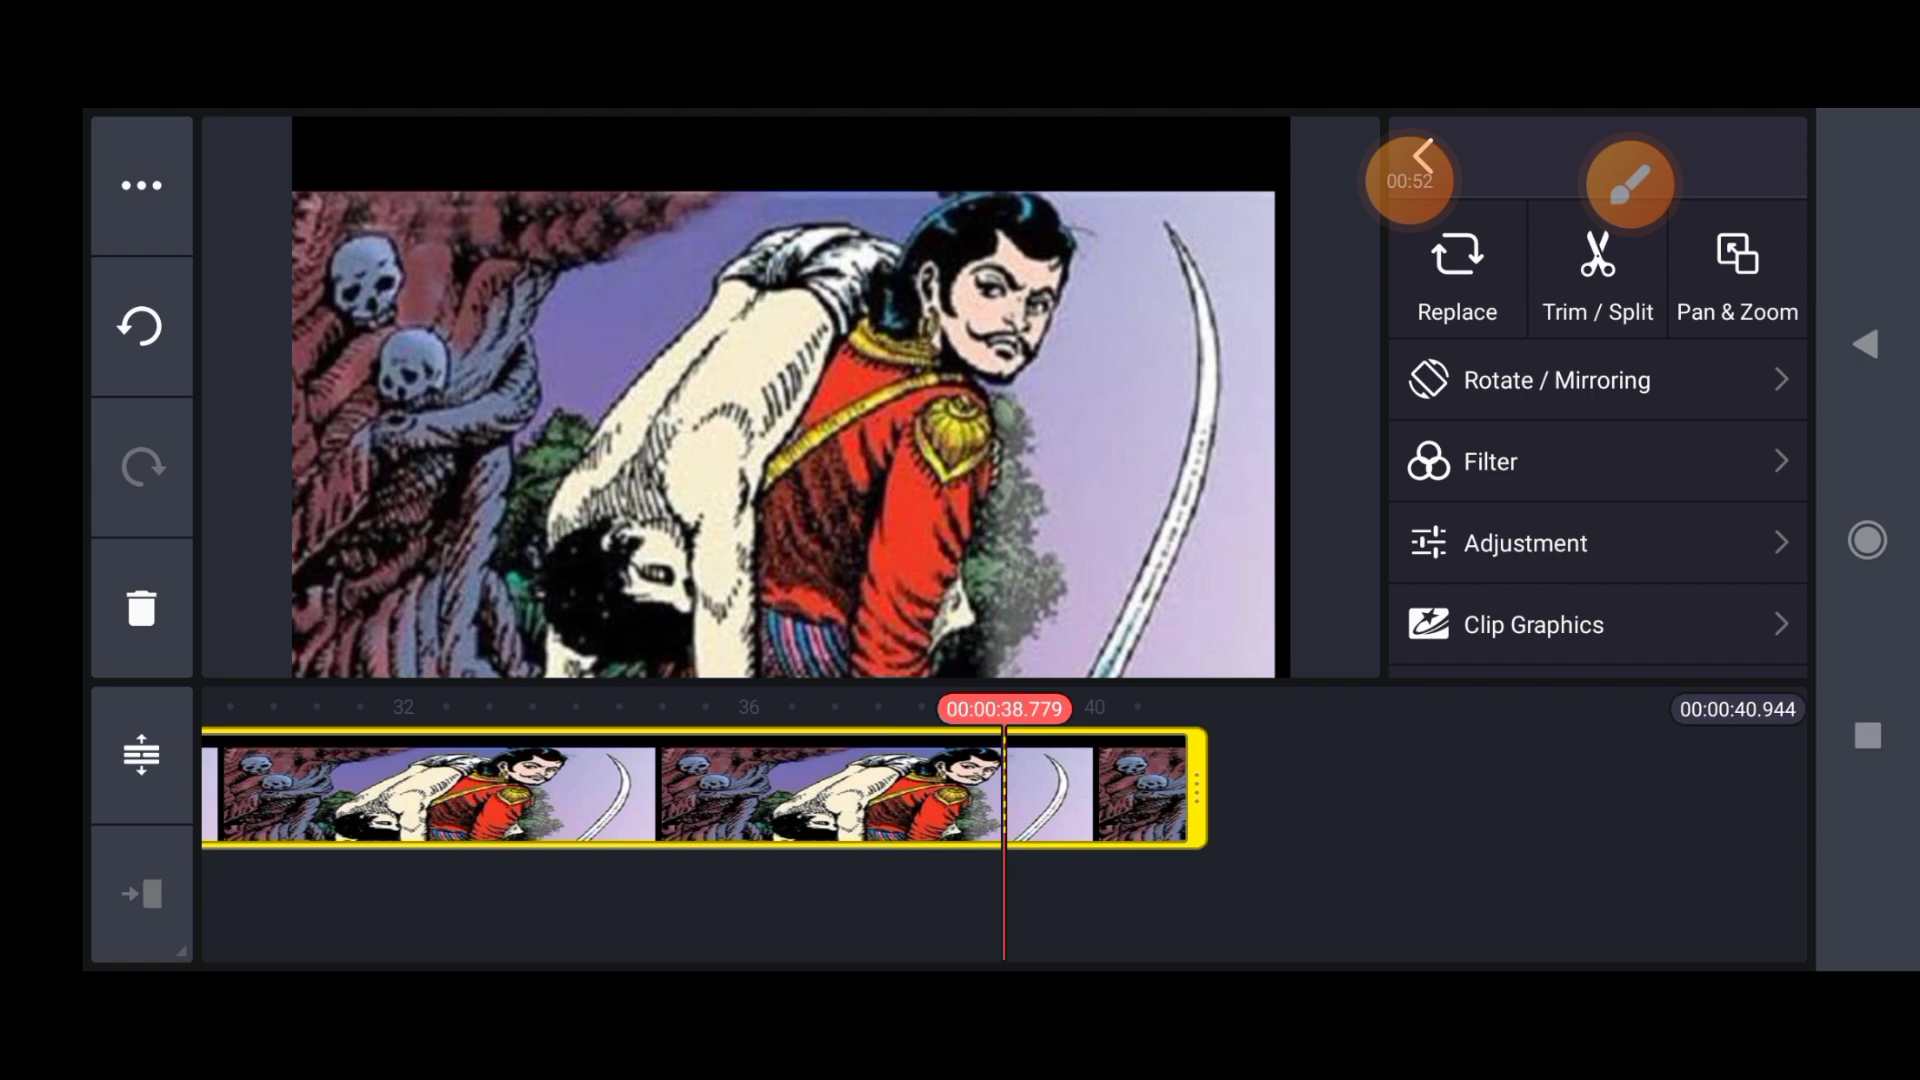 00:52
Replace
Trim / Split
Pan & Zoom
Rotate / Mirroring
Filter
Adjustment
Clip Graphics
32
36
00:00:38.779
40
00:00:40.944